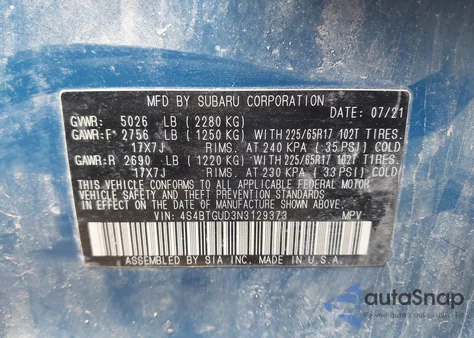 MFD BY SUBARU CORPORATION DATE: 07/21
GVWR: 5026 LB (2280 KG)
GAWR:F* 2756 LB (1250 KG) WITH 225/65R17 102T TIRES.
17X7J RIMS. AT 240 KPA (35 PSI) COLD
GAWR:R 2690 LB (1220 KG) WITH 225/65R17 102T TIRES.
17X7J RIMS. AT 230 KPA (33 PSI) COLD
THIS VEHICLE CONFORMS TO ALL APPLICABLE FEDERAL MOTOR
VEHICLE SAFETY AND THEFT PREVENTION STANDARDS
IN EFFECT ON THE DATE OF MANUFACTURE SHOWN ABOVE.
VIN: 4S4BTGUD3N3129373 MPV
ASSEMBLED BY SIA INC. MADE IN U.S.A.
autoSnap
by carfast express